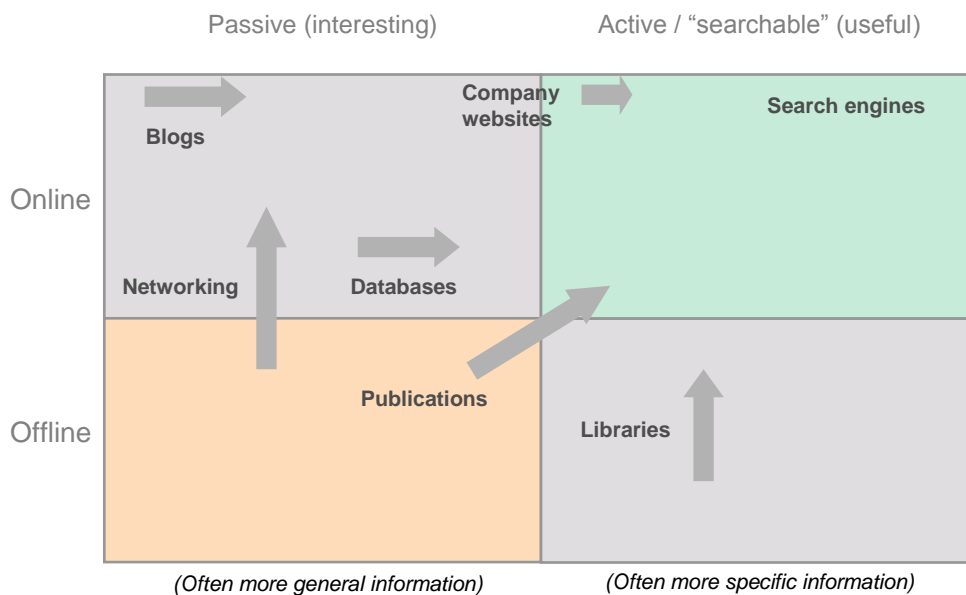 Passive (interesting)
Active / “searchable” (useful)
Company
websites
Search engines
Blogs
Online
Networking
Databases
Publications
Offline
Libraries
(Often more general information)
(Often more specific information)